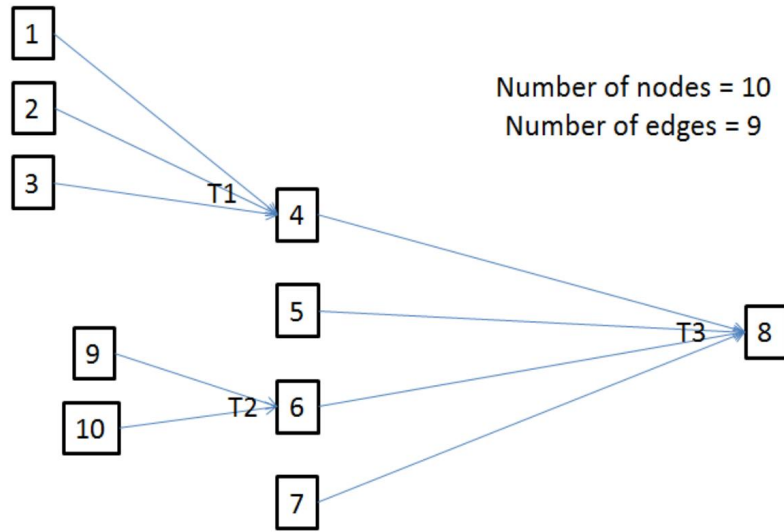 1
2
Number of nodes = 10
Number of edges = 9
3
T1
4
5
T3
8
9
T2
6
10
7